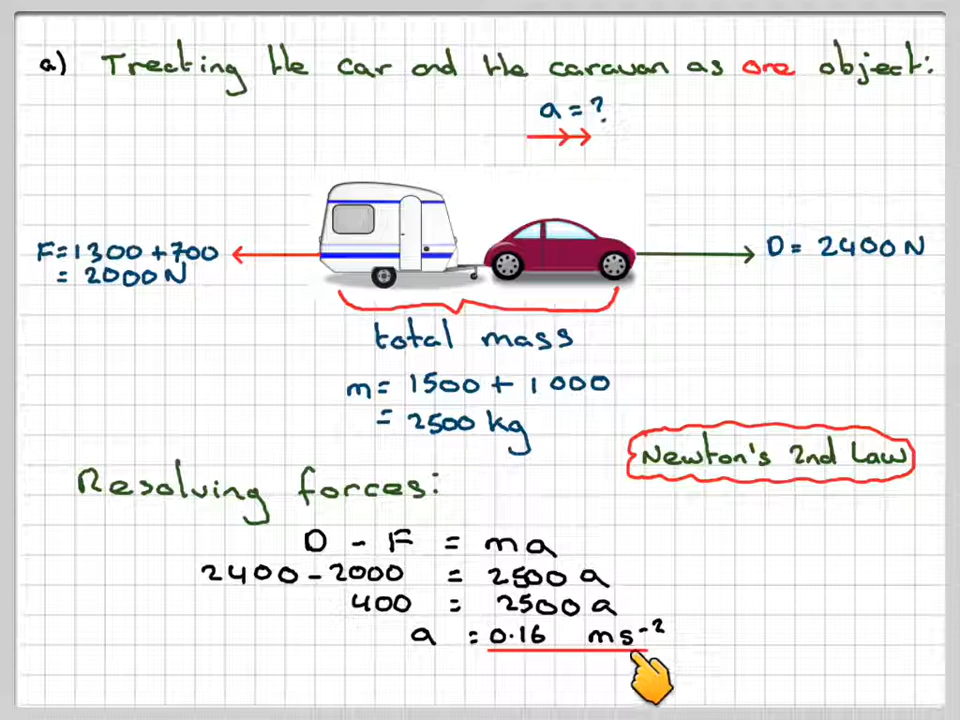 a) Treating the car and the caravan as one object:
a = ?
F = 1300 + 700
= 2000 N
D = 2400 N
total mass
m = 1500 + 1000
= 2500 kg
Newton's 2nd Law
Resolving forces:
D - F = ma
2400 - 2000 = 2500 a
400 = 2500 a
a = 0.16 ms⁻²